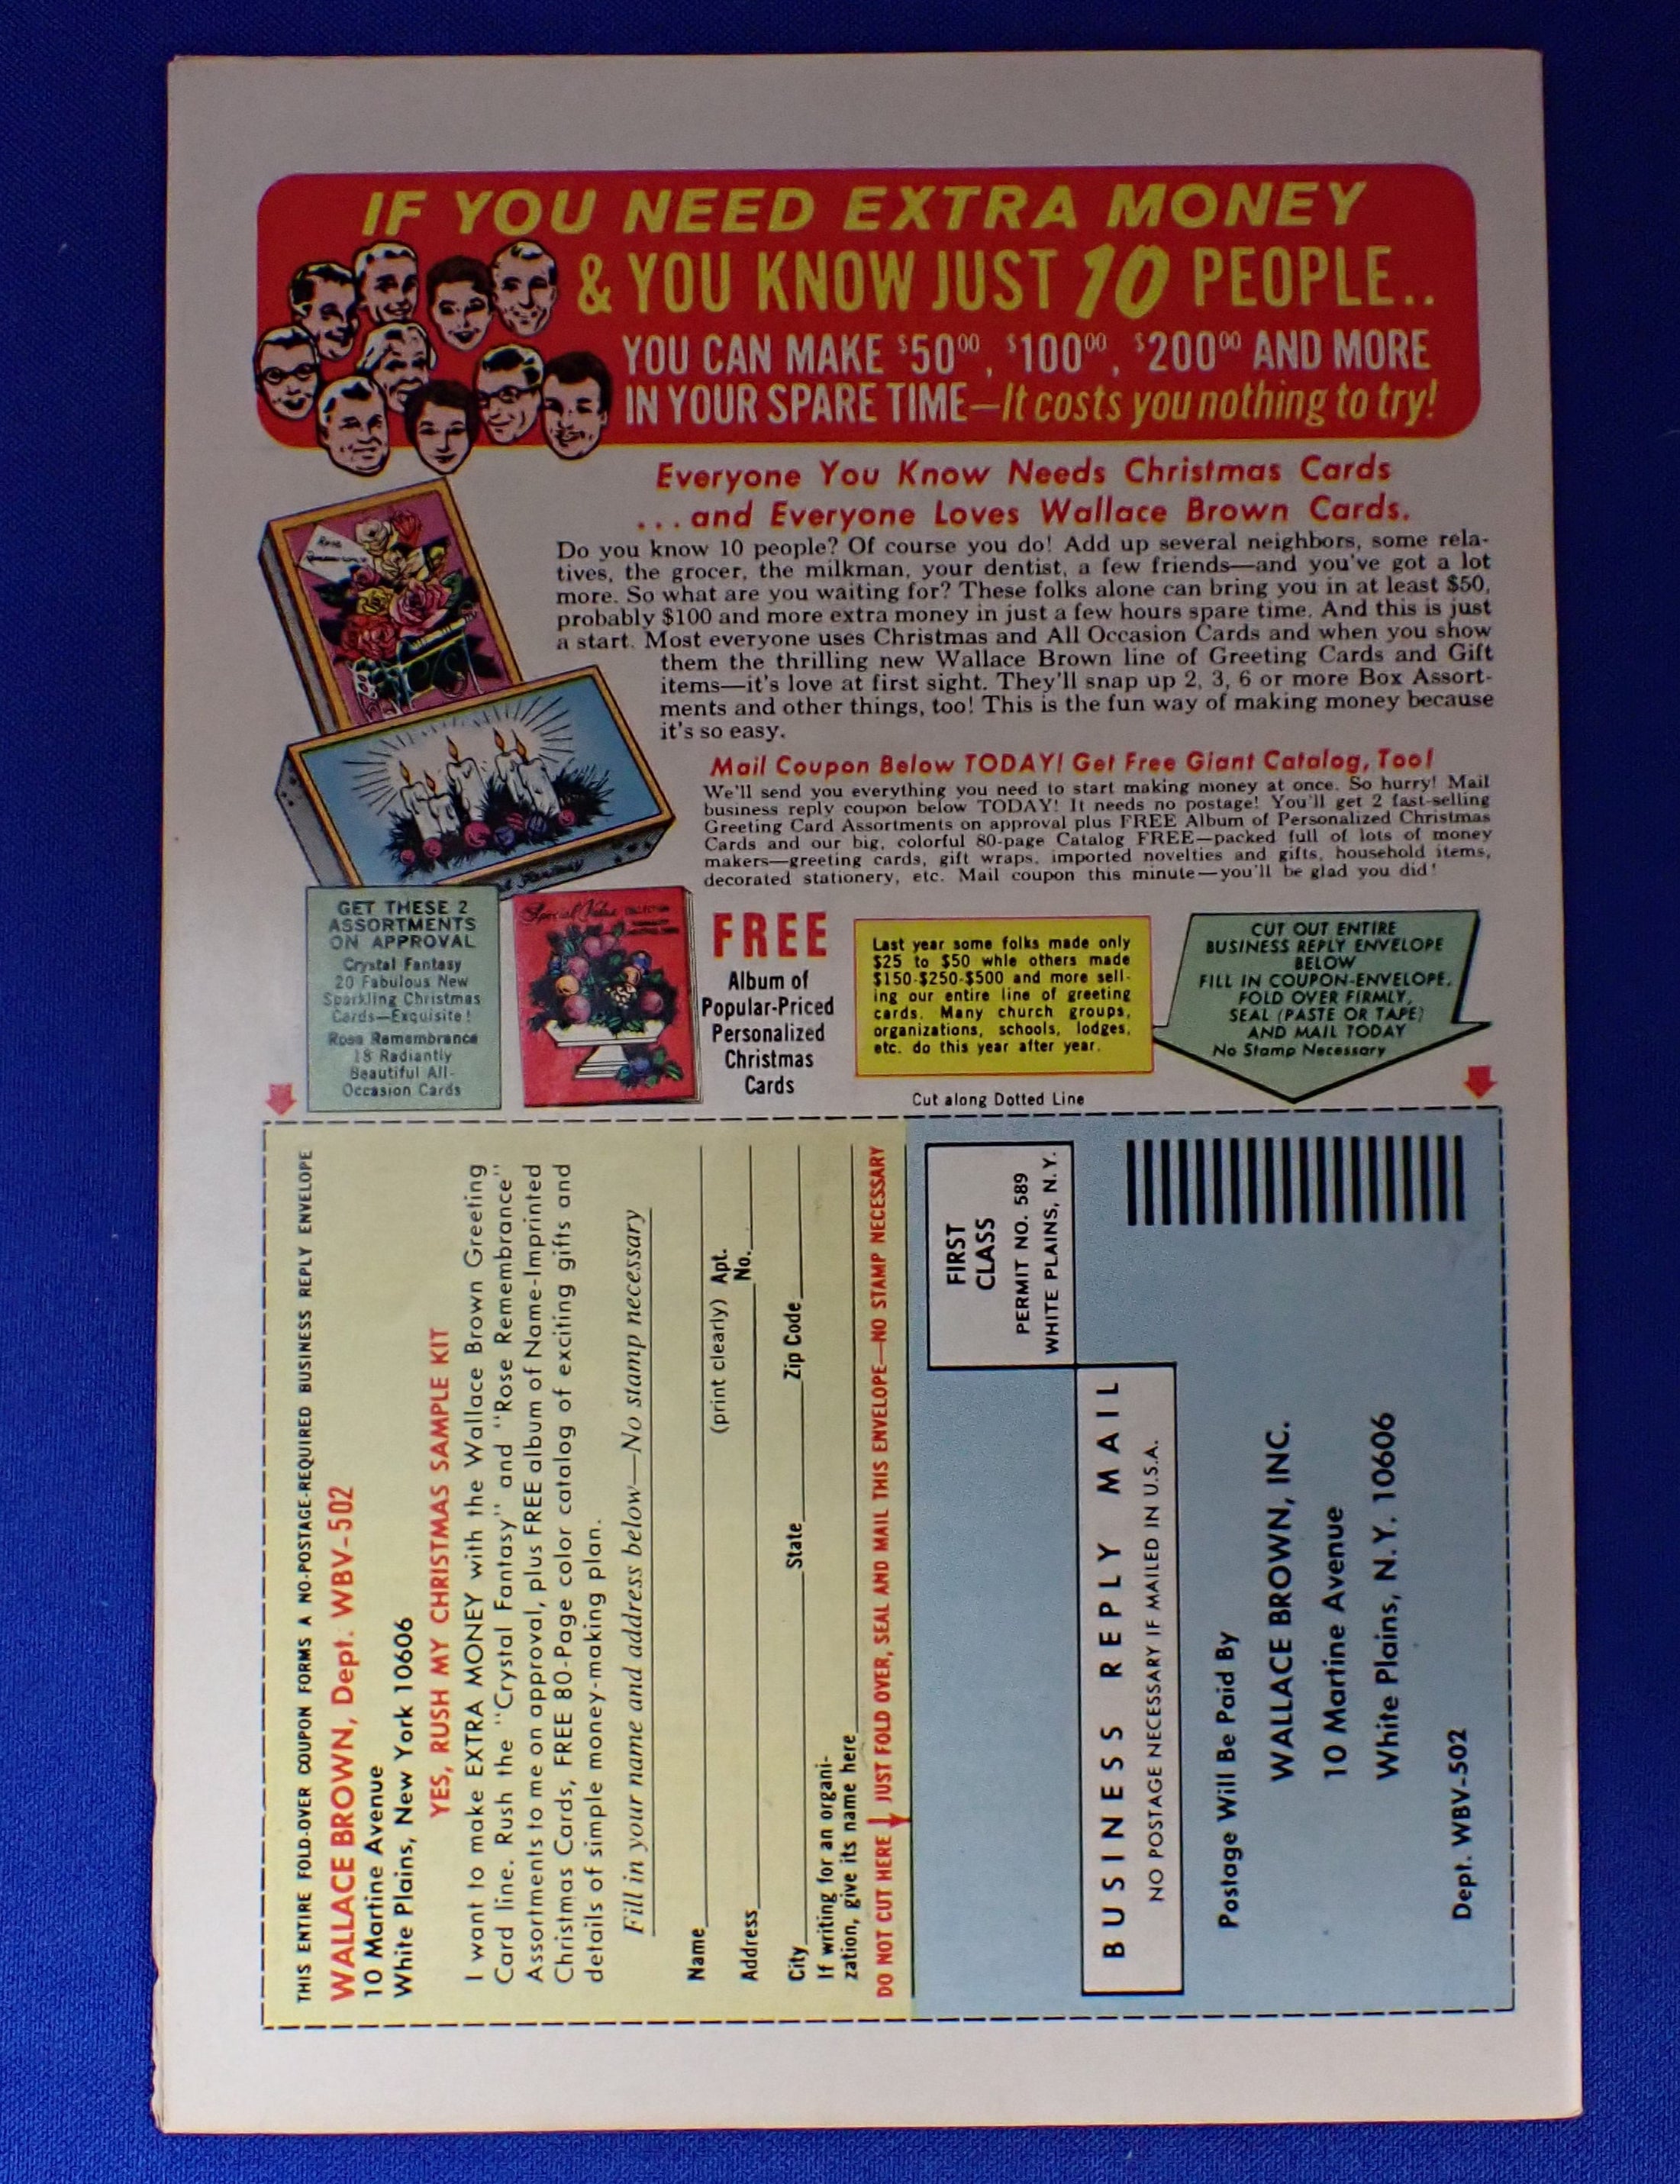 IF YOU NEED EXTRA MONEY
& YOU KNOW JUST 10 PEOPLE..
YOU CAN MAKE $50⁰⁰, $100⁰⁰, $200⁰⁰ AND MORE
IN YOUR SPARE TIME—It costs you nothing to try!
Everyone You Know Needs Christmas Cards
...and Everyone Loves Wallace Brown Cards.
Do you know 10 people? Of course you do! Add up several neighbors, some rela-
tives, the grocer, the milkman, your dentist, a few friends—and you've got a lot
more. So what are you waiting for? These folks alone can bring you in at least $50,
probably $100 and more extra money in just a few hours spare time. And this is just
a start. Most everyone uses Christmas and All Occasion Cards and when you show
them the thrilling new Wallace Brown line of Greeting Cards and Gift
items—it's love at first sight. They'll snap up 2, 3, 6 or more Box Assort-
ments and other things, too! This is the fun way of making money because
it's so easy.
Mail Coupon Below TODAY! Get Free Giant Catalog, Too!
We'll send you everything you need to start making money at once. So hurry! Mail
business reply coupon below TODAY! It needs no postage! You'll get 2 fast-selling
Greeting Card Assortments on approval plus FREE Album of Personalized Christmas
Cards and our big, colorful 80-page Catalog FREE—packed full of lots of money
makers—greeting cards, gift wraps, imported novelties and gifts, household items,
decorated stationery, etc. Mail coupon this minute—you'll be glad you did!
Rose
Fantasy
GET THESE 2
ASSORTMENTS
ON APPROVAL
Crystal Fantasy
20 Fabulous New
Sparkling Christmas
Cards—Exquisite!
Rose Remembrance
18 Radiantly
Beautiful All-
Occasion Cards
Special Value COLLECTION
FREE
Album of
Popular-Priced
Personalized
Christmas
Cards
Last year some folks made only
$25 to $50 whle others made
$150-$250-$500 and more sell-
ing our entire line of greeting
cards. Many church groups,
organizations, schools, lodges,
etc. do this year after year.
CUT OUT ENTIRE
BUSINESS REPLY ENVELOPE
BELOW
FILL IN COUPON-ENVELOPE,
FOLD OVER FIRMLY,
SEAL (PASTE OR TAPE)
AND MAIL TODAY
No Stamp Necessary
Cut along Dotted Line
THIS ENTIRE FOLD-OVER COUPON FORMS A NO-POSTAGE-REQUIRED BUSINESS REPLY ENVELOPE
WALLACE BROWN, Dept. WBV-502
10 Martine Avenue
White Plains, New York 10606
YES, RUSH MY CHRISTMAS SAMPLE KIT
I want to make EXTRA MONEY with the Wallace Brown Greeting
Card line. Rush the "Crystal Fantasy" and "Rose Remembrance"
Assortments to me on approval, plus FREE album of Name-Imprinted
Christmas Cards, FREE 80-Page color catalog of exciting gifts and
details of simple money-making plan.
Fill in your name and address below—No stamp necessary
Name
(print clearly) Apt.
Address No.
City State Zip Code
If writing for an organi-
zation, give its name here
DO NOT CUT HERE JUST FOLD OVER, SEAL AND MAIL THIS ENVELOPE—NO STAMP NECESSARY
FIRST
CLASS
PERMIT NO. 589
WHITE PLAINS, N.Y.
BUSINESS REPLY MAIL
NO POSTAGE NECESSARY IF MAILED IN U.S.A.
Postage Will Be Paid By
WALLACE BROWN, INC.
10 Martine Avenue
White Plains, N.Y. 10606
Dept. WBV-502